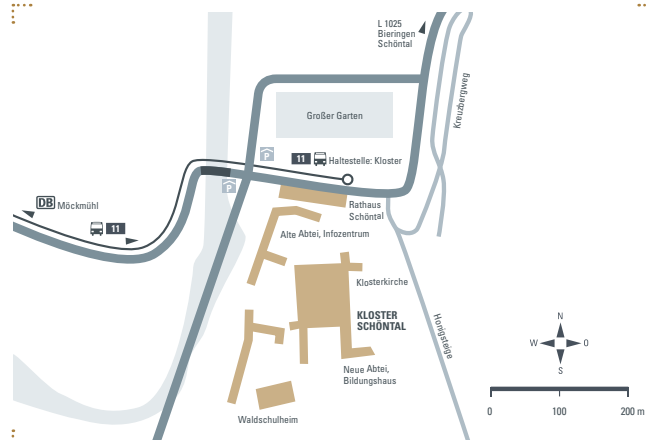 L 1025
Bieringen
Schöntal
Kreuzbergweg
Großer Garten
P
11
Haltestelle: Kloster
P
DB
Möckmühl
11
Rathaus
Schöntal
Alte Abtei, Infozentrum
Klosterkirche
KLOSTER
SCHÖNTAL
Honigsteige
Neue Abtei,
Bildungshaus
Waldschulheim
N
W
O
S
0
100
200 m